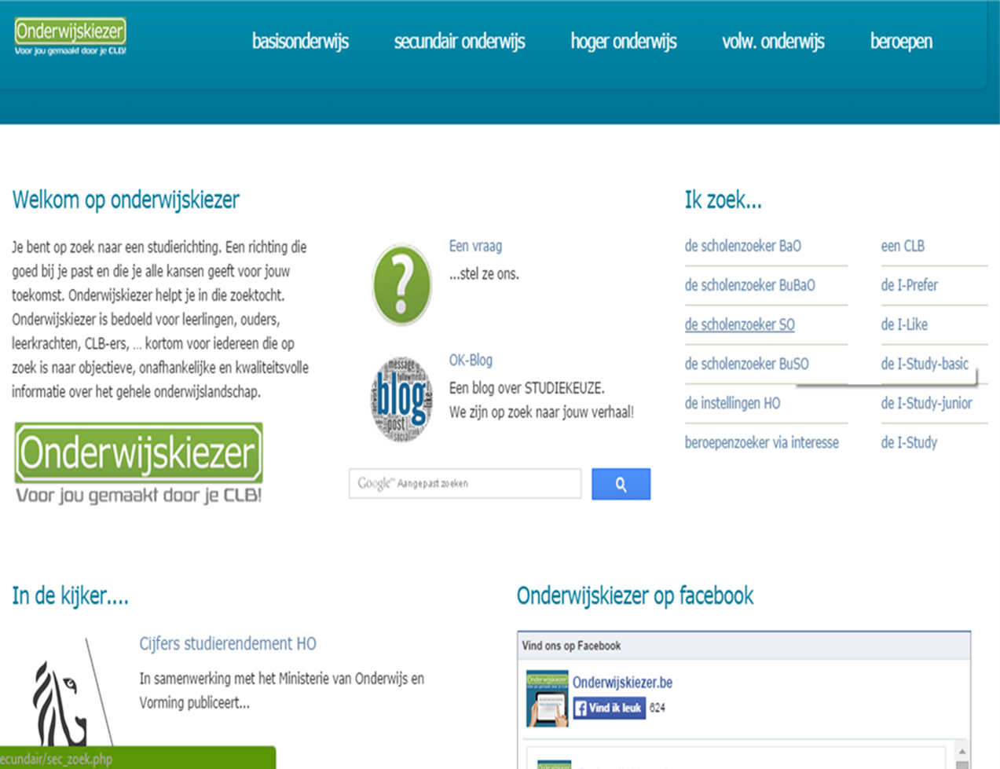 Onderwijskiezer
Voor jou gemaakt door je CLB!
basisonderwijs
secundair onderwijs
hoger onderwijs
volw. onderwijs
beroepen
Welkom op onderwijskiezer
Je bent op zoek naar een studierichting. Een richting die
goed bij je past en die je alle kansen geeft voor jouw
toekomst. Onderwijskiezer helpt je in die zoektocht.
Onderwijskiezer is bedoeld voor leerlingen, ouders,
leerkrachten, CLB-ers, ... kortom voor iedereen die op
zoek is naar objectieve, onafhankelijke en kwaliteitsvolle
informatie over het gehele onderwijslandschap.
Onderwijskiezer
Voor jou gemaakt door je CLB!
?
Een vraag
...stel ze ons.
message
blog
post
social
like
OK-Blog
Een blog over STUDIEKEUZE.
We zijn op zoek naar jouw verhaal!
Google™ Aangepast zoeken
Ik zoek...
de scholenzoeker BaO
de scholenzoeker BuBaO
de scholenzoeker SO
de scholenzoeker BuSO
de instellingen HO
beroepenzoeker via interesse
een CLB
de I-Prefer
de I-Like
de I-Study-basic
de I-Study-junior
de I-Study
In de kijker....
Cijfers studierendement HO
In samenwerking met het Ministerie van Onderwijs en
Vorming publiceert...
ecundair/sec_zoek.php
Onderwijskiezer op facebook
Vind ons op Facebook
Onderwijskiezer
Onderwijskiezer.be
Vind ik leuk 624